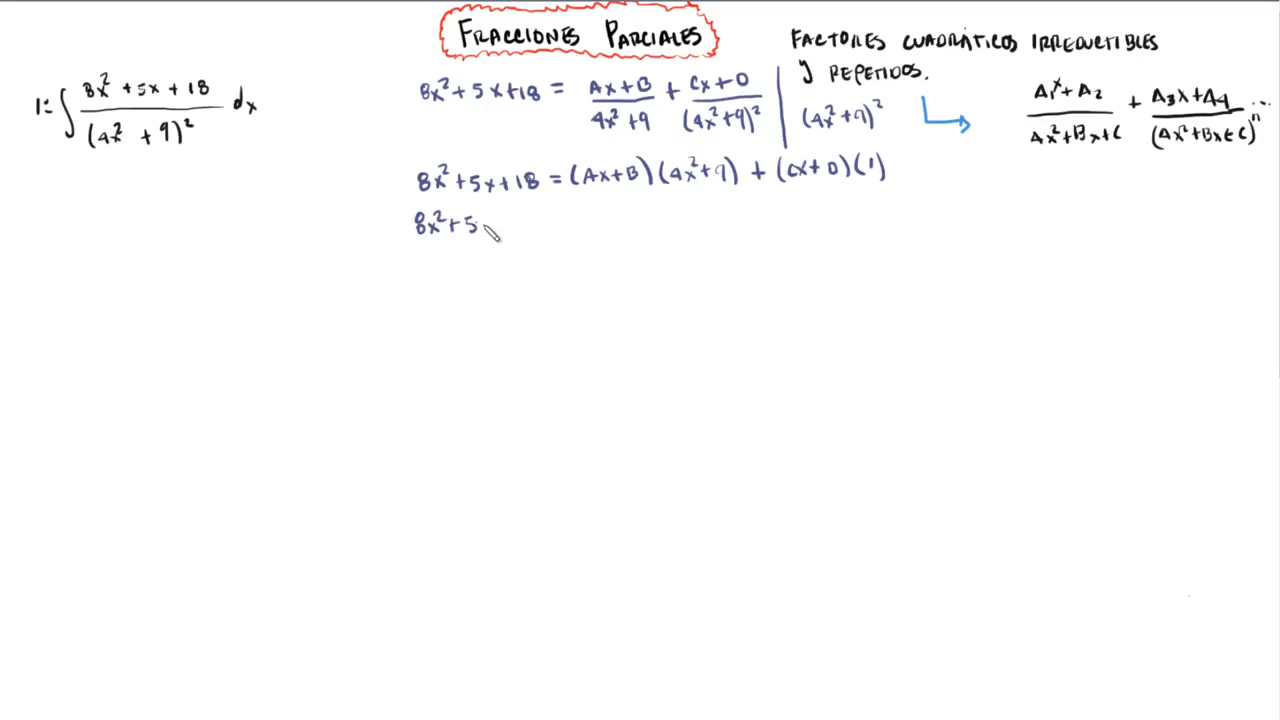 FRACCIONES PARCIALES
FACTORES CUADRÁTICOS IRREDUCTIBLES
y REPETIDOS.
I = ∫ (8x² + 5x + 18) / (4x² + 9)² dx
8x² + 5x + 18 = (Ax + B)/(4x² + 9) + (Cx + D)/(4x² + 9)² | (4x² + 9)²
(A₁x + A₂)/(Ax² + Bx + C) + (A₃x + A₄)/(Ax² + Bx + C)ⁿ ...
8x² + 5x + 18 = (Ax + B)(4x² + 9) + (Cx + D)(1)
8x² + 5